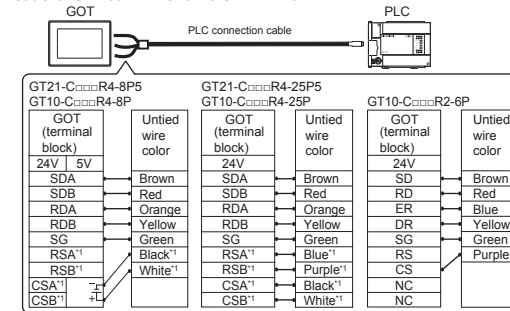 GOT
PLC
PLC connection cable
GT21-C□□□R4-8P5
GT10-C□□□R4-8P
GOT
(terminal
block)
Untied
wire
color
24V 5V
SDA Brown
SDB Red
RDA Orange
RDB Yellow
SG Green
RSA*1 Black*1
RSB*1 White*1
CSA*1 -
CSB*1 +
GT21-C□□□R4-25P5
GT10-C□□□R4-25P
GOT
(terminal
block)
Untied
wire
color
24V
SDA Brown
SDB Red
RDA Orange
RDB Yellow
SG Green
RSA*1 Blue*1
RSB*1 Purple*1
CSA*1 Black*1
CSB*1 White*1
GT10-C□□□R2-6P
GOT
(terminal
block)
Untied
wire
color
24V
SD Brown
RD Red
ER Blue
DR Yellow
SG Green
RS Purple
CS
NC
NC